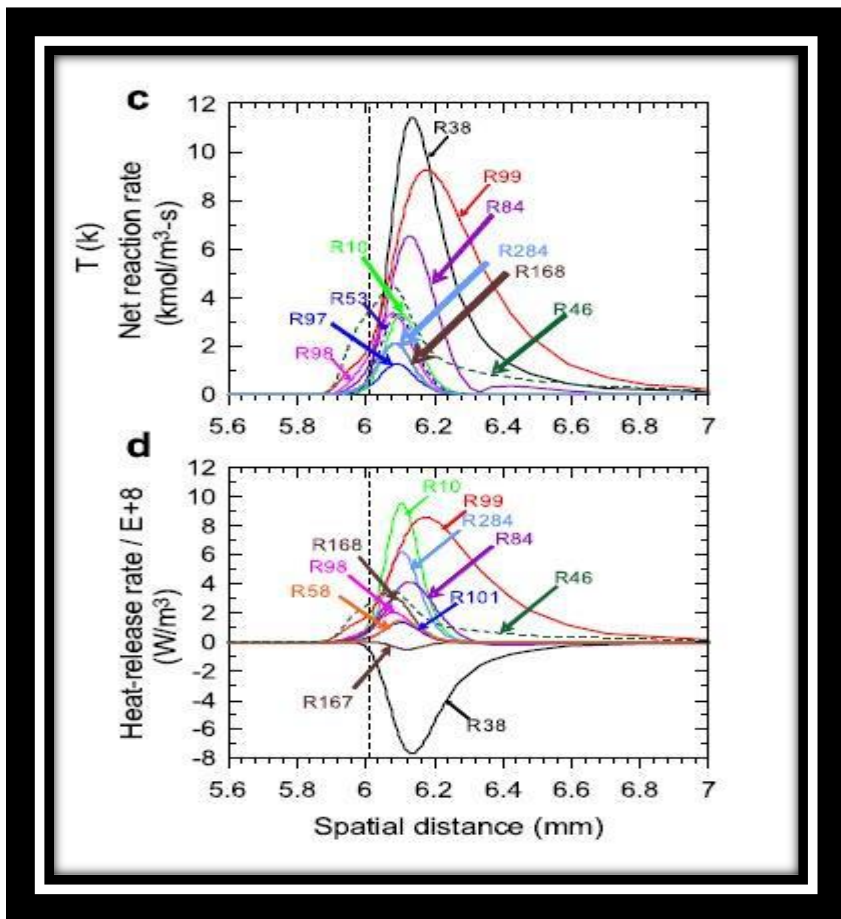 c
T (k)
Net reaction rate
(kmol/m³-s)
12
10
8
6
4
2
0
R38
R99
R84
R10
R284
R168
R53
R46
R97
R98
5.6 5.8 6 6.2 6.4 6.6 6.8 7
d
Heat-release rate / E+8
(W/m³)
12
10
8
6
4
2
0
-2
-4
-6
-8
R10
R99
R284
R168
R84
R98
R46
R58
R101
R167
R38
5.6 5.8 6 6.2 6.4 6.6 6.8 7
Spatial distance (mm)